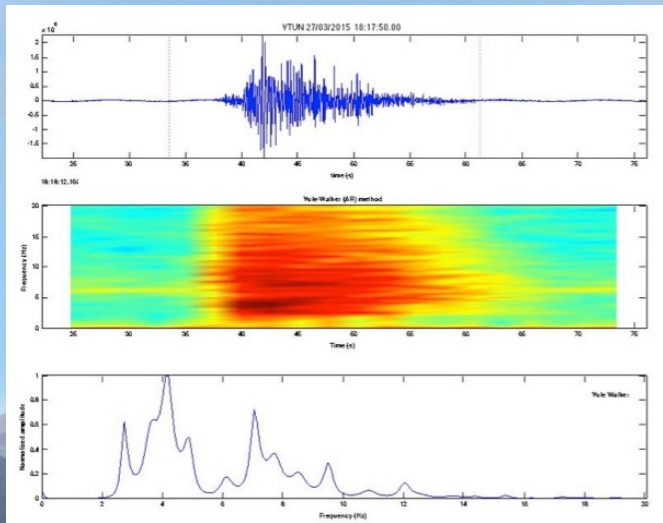 YTUN 27/03/2015 18:17:50.00
2
1.5
1
0.5
0
-0.5
-1
-1.5
25 30 35 40 45 50 55 60 65 70 75
time (s)
Yule-Walker (AR) method
20
15
10
5
0
Frequency (Hz)
25 30 35 40 45 50 55 60 65 70 75
Time (s)
1
0.8
0.6
0.4
0.2
0
Normalized amplitude
Yule Walker
0 2 4 6 8 10 12 14 16 18 20
Frequency (Hz)